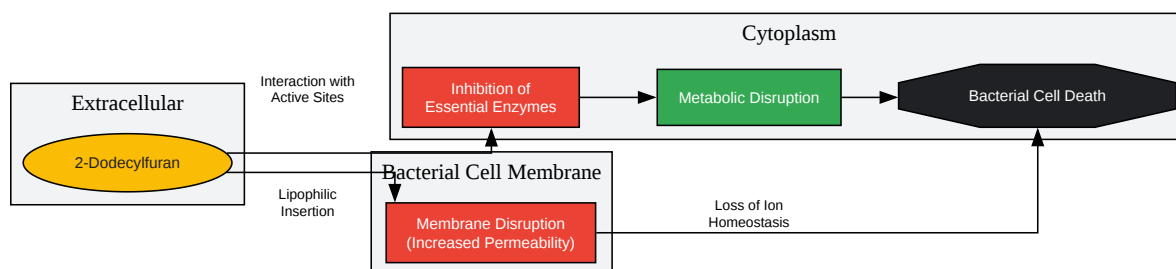 Cytoplasm
Extracellular
Interaction with
Active Sites
Inhibition of
Essential Enzymes
Metabolic Disruption
Bacterial Cell Death
2-Dodecylfuran
Bacterial Cell Membrane
Lipophilic
Insertion
Membrane Disruption
(Increased Permeability)
Loss of Ion
Homeostasis